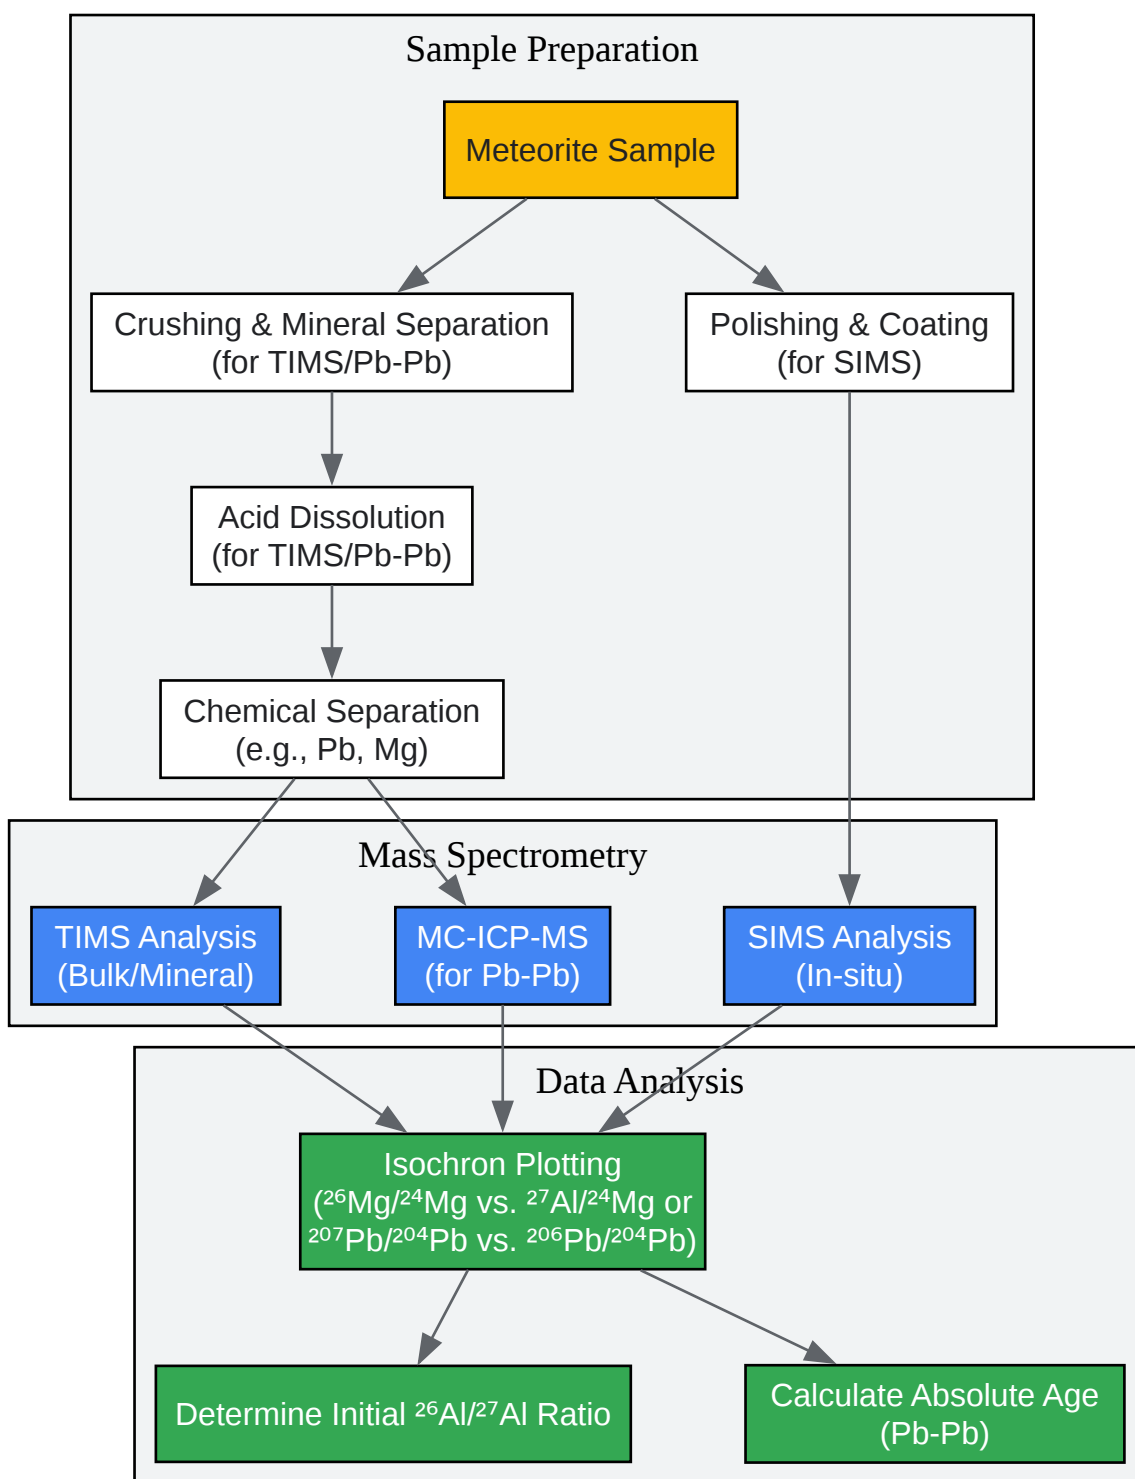 Sample Preparation
Meteorite Sample
Crushing & Mineral Separation
(for TIMS/Pb-Pb)
Polishing & Coating
(for SIMS)
Acid Dissolution
(for TIMS/Pb-Pb)
Chemical Separation
(e.g., Pb, Mg)
Mass Spectrometry
TIMS Analysis
(Bulk/Mineral)
MC-ICP-MS
(for Pb-Pb)
SIMS Analysis
(In-situ)
Data Analysis
Isochron Plotting
(²⁶Mg/²⁴Mg vs. ²⁷Al/²⁴Mg or
²⁰⁷Pb/²⁰⁴Pb vs. ²⁰⁶Pb/²⁰⁴Pb)
Determine Initial ²⁶Al/²⁷Al Ratio
Calculate Absolute Age
(Pb-Pb)